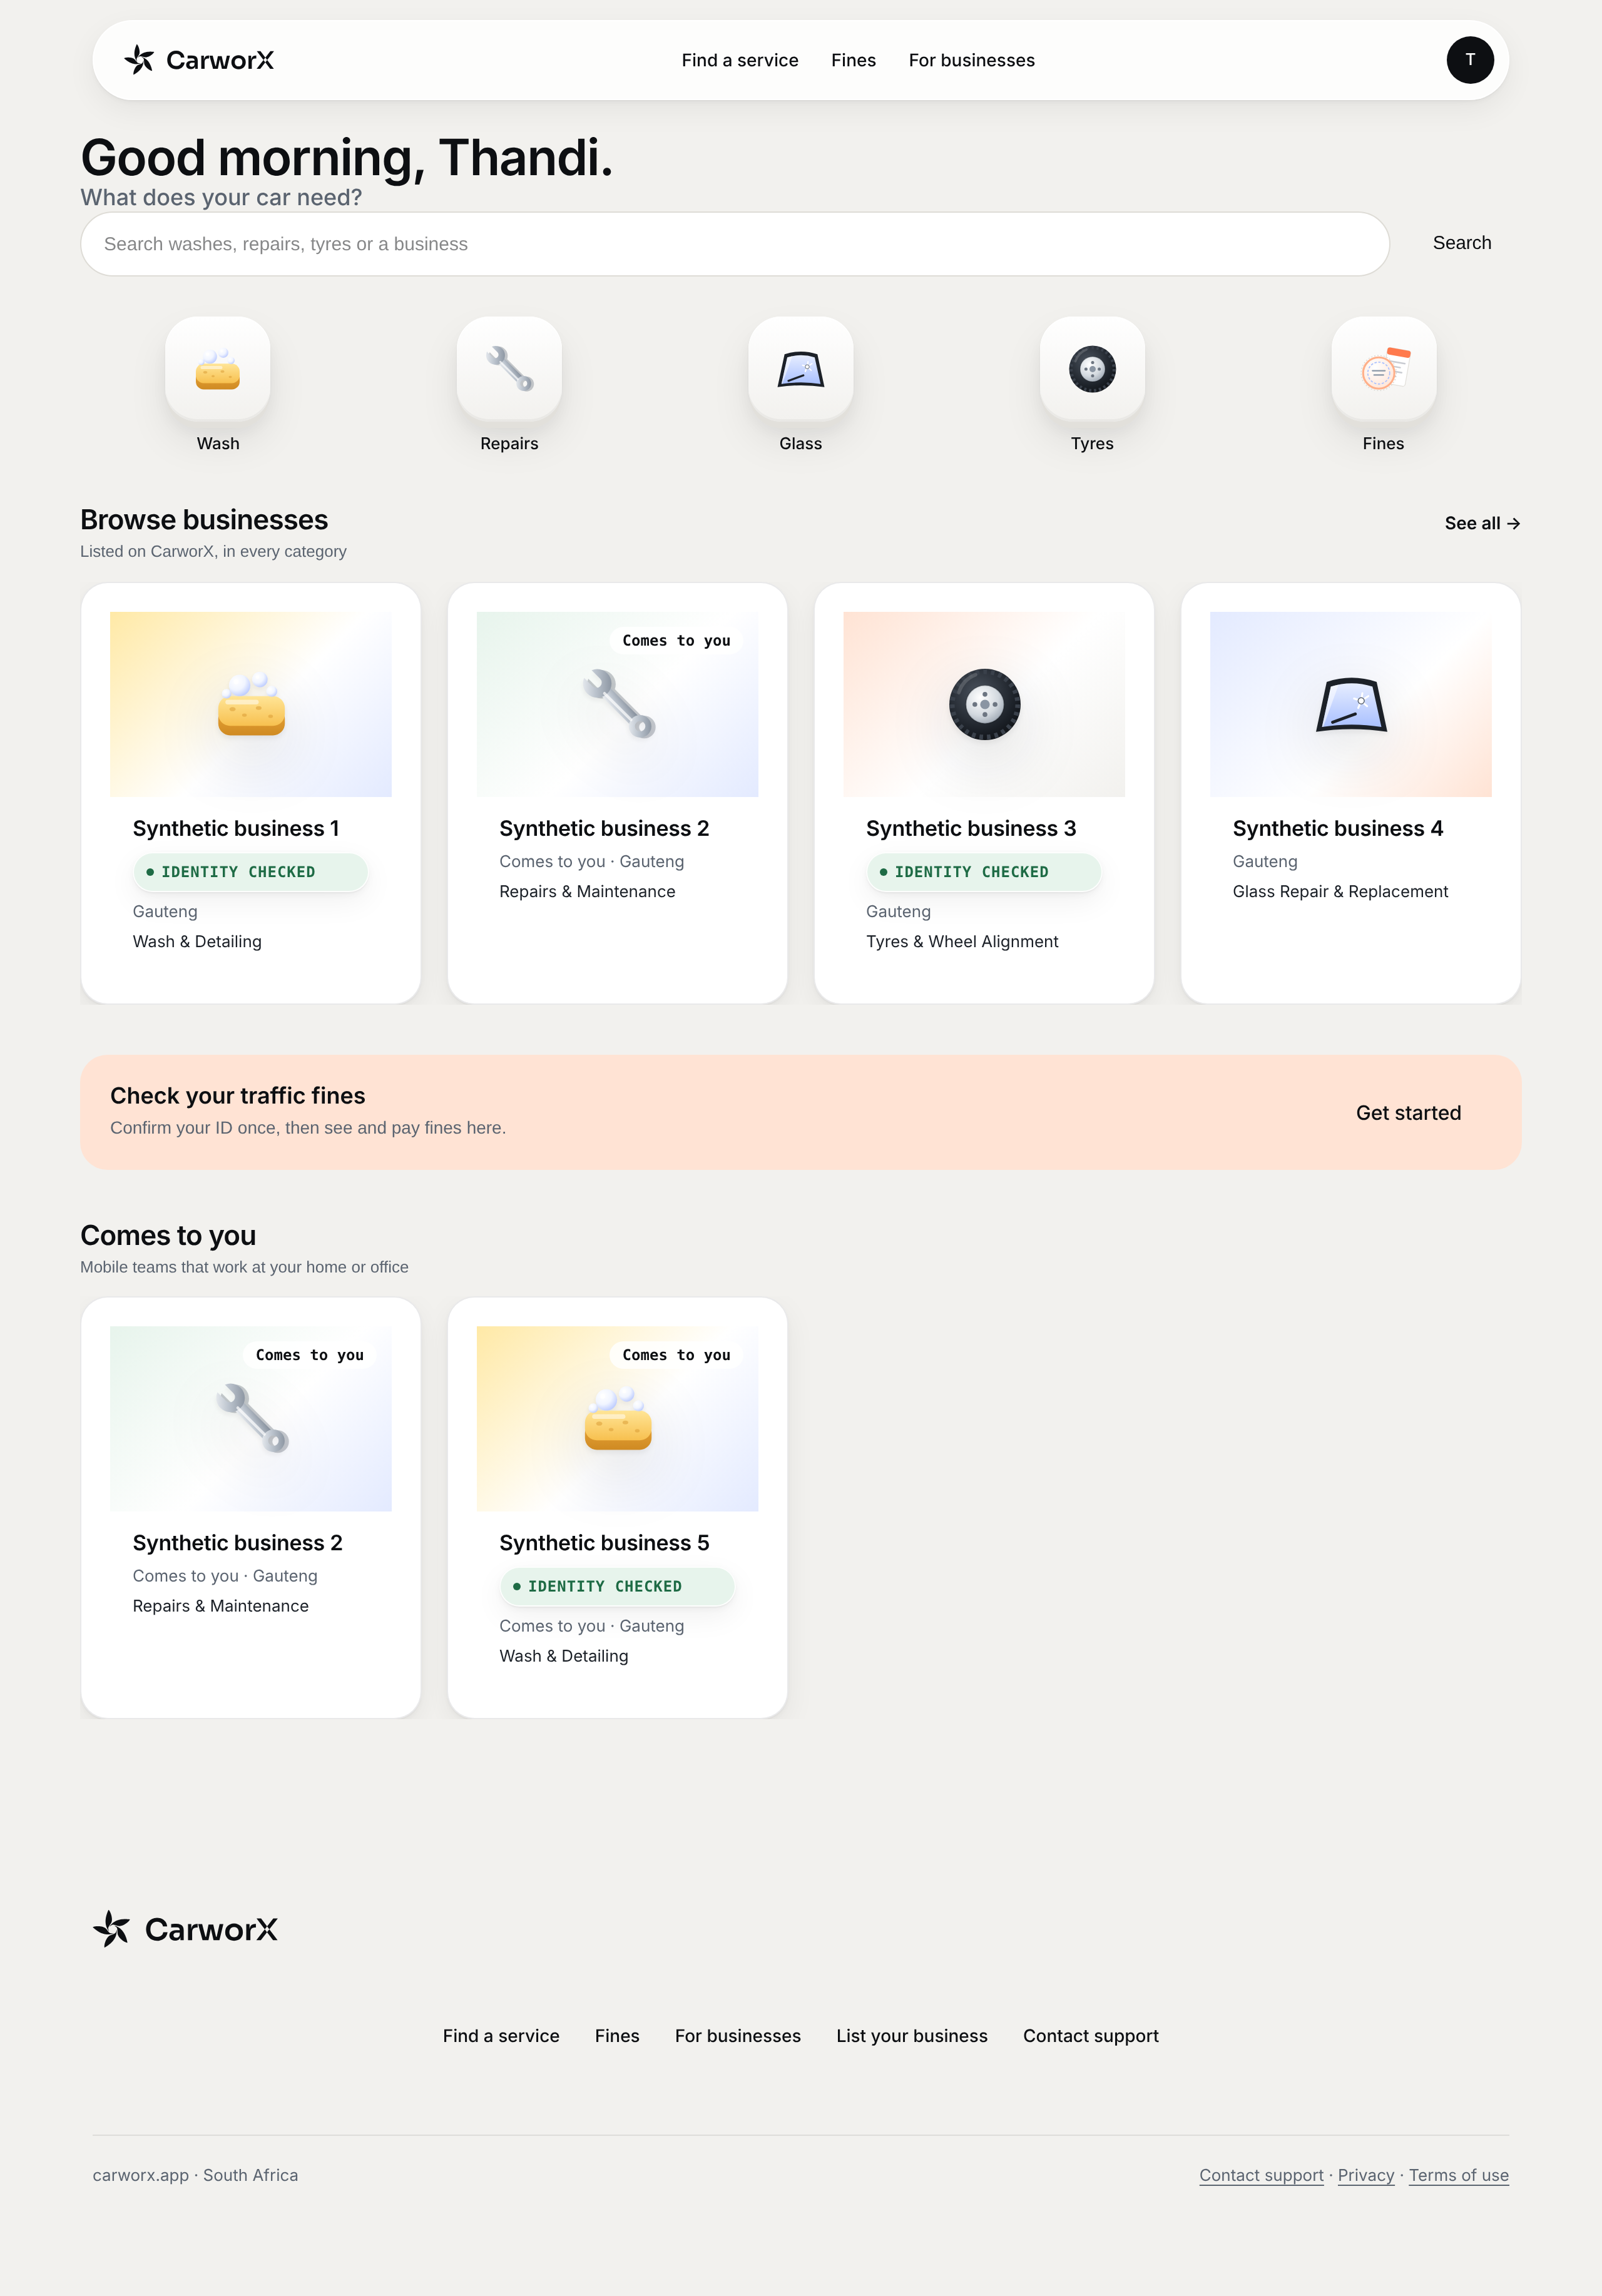 CarworX
Find a service
Fines
For businesses
T
Good morning, Thandi.
What does your car need?
Search washes, repairs, tyres or a business
Search
Wash
Repairs
Glass
Tyres
Fines
Browse businesses
See all →
Listed on CarworX, in every category
Synthetic business 1
IDENTITY CHECKED
Gauteng
Wash & Detailing
Comes to you
Synthetic business 2
Comes to you · Gauteng
Repairs & Maintenance
Synthetic business 3
IDENTITY CHECKED
Gauteng
Tyres & Wheel Alignment
Synthetic business 4
Gauteng
Glass Repair & Replacement
Check your traffic fines
Confirm your ID once, then see and pay fines here.
Get started
Comes to you
Mobile teams that work at your home or office
Comes to you
Synthetic business 2
Comes to you · Gauteng
Repairs & Maintenance
Comes to you
Synthetic business 5
IDENTITY CHECKED
Comes to you · Gauteng
Wash & Detailing
CarworX
Find a service
Fines
For businesses
List your business
Contact support
carworx.app · South Africa
Contact support · Privacy · Terms of use